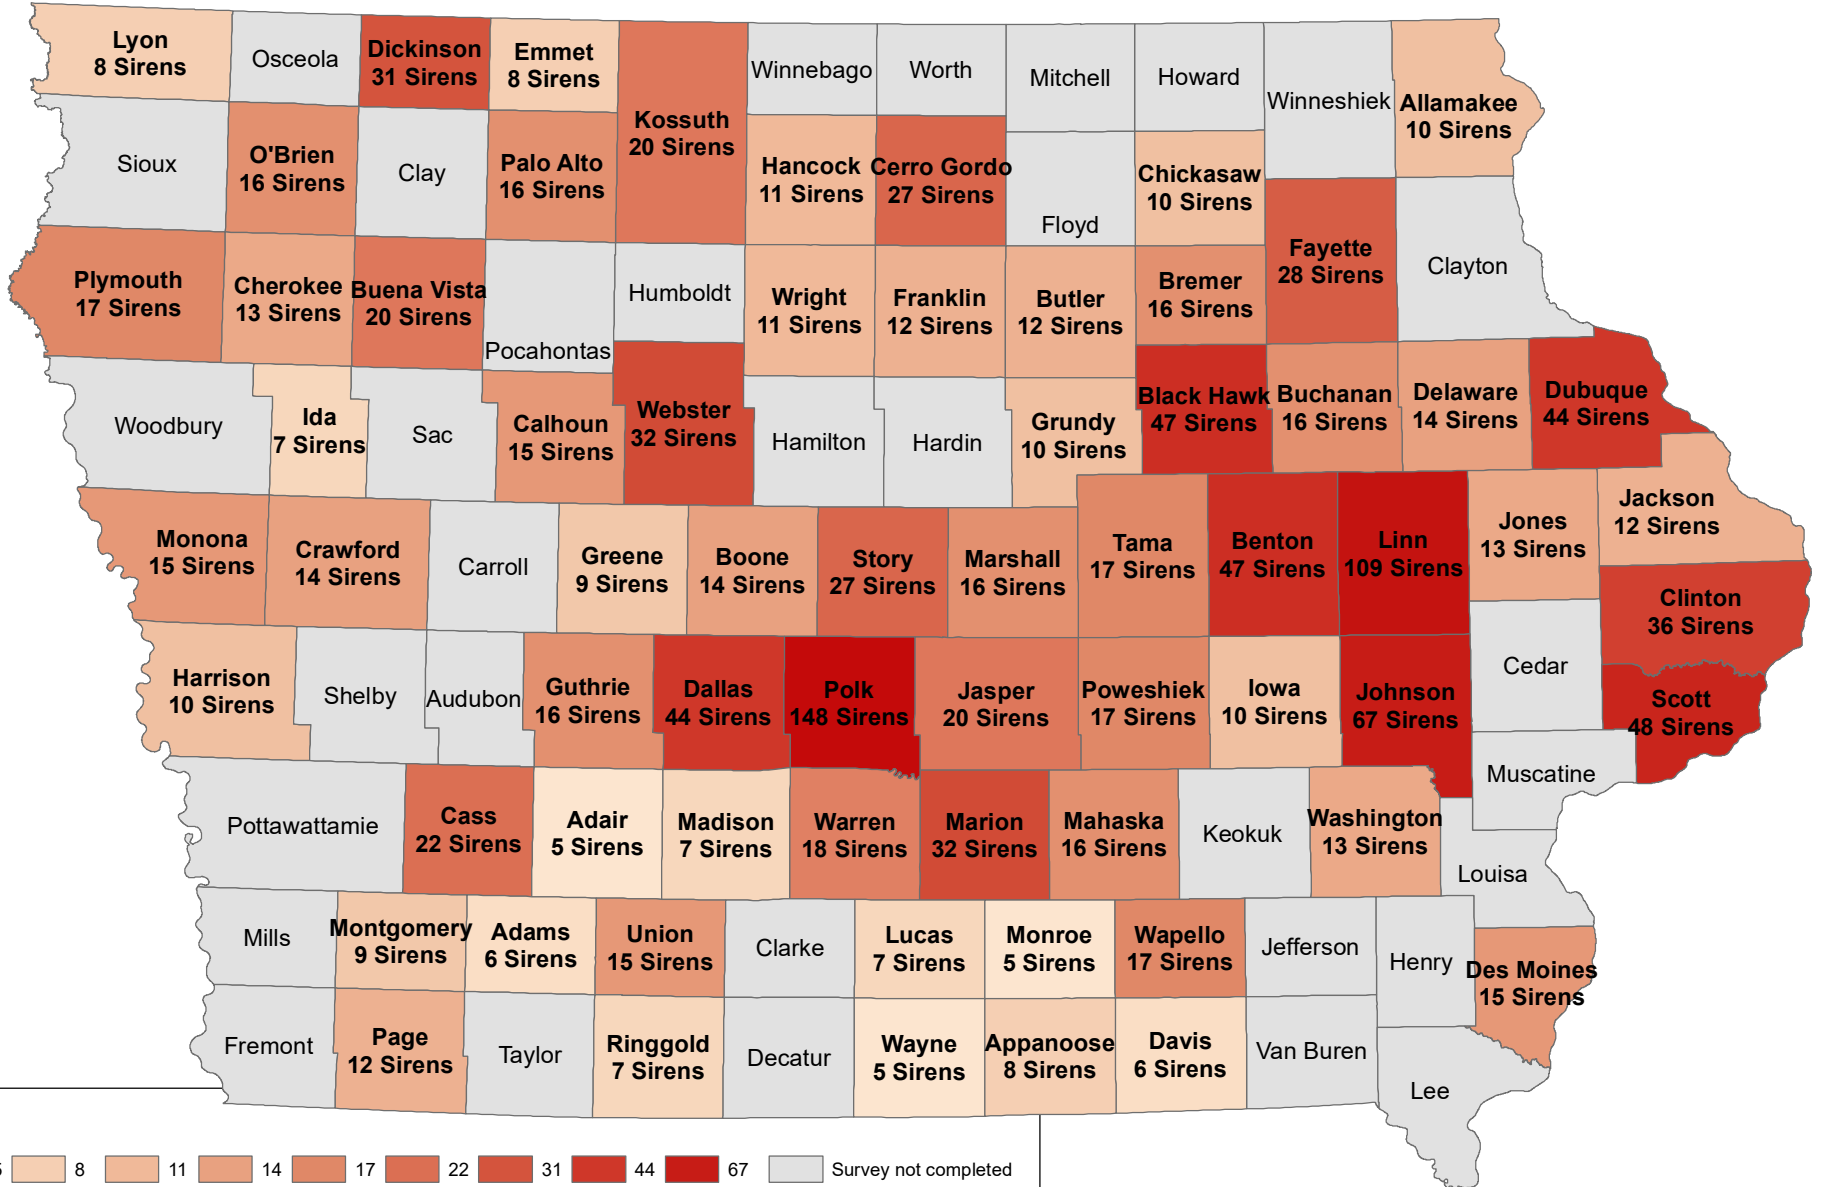 Lyon
8 Sirens
Osceola
Dickinson
31 Sirens
Emmet
8 Sirens
Kossuth
20 Sirens
Winnebago
Worth
Mitchell
Howard
Winneshiek
Allamakee
10 Sirens
Sioux
O'Brien
16 Sirens
Clay
Palo Alto
16 Sirens
Hancock
11 Sirens
Cerro Gordo
27 Sirens
Floyd
Chickasaw
10 Sirens
Fayette
28 Sirens
Clayton
Plymouth
17 Sirens
Cherokee
13 Sirens
Buena Vista
20 Sirens
Pocahontas
Humboldt
Wright
11 Sirens
Franklin
12 Sirens
Butler
12 Sirens
Bremer
16 Sirens
Woodbury
Ida
7 Sirens
Sac
Calhoun
15 Sirens
Webster
32 Sirens
Hamilton
Hardin
Grundy
10 Sirens
Black Hawk
47 Sirens
Buchanan
16 Sirens
Delaware
14 Sirens
Dubuque
44 Sirens
Monona
15 Sirens
Crawford
14 Sirens
Carroll
Greene
9 Sirens
Boone
14 Sirens
Story
27 Sirens
Marshall
16 Sirens
Tama
17 Sirens
Benton
47 Sirens
Linn
109 Sirens
Jones
13 Sirens
Jackson
12 Sirens
Clinton
36 Sirens
Harrison
10 Sirens
Shelby
Audubon
Guthrie
16 Sirens
Dallas
44 Sirens
Polk
148 Sirens
Jasper
20 Sirens
Poweshiek
17 Sirens
Iowa
10 Sirens
Johnson
67 Sirens
Cedar
Scott
48 Sirens
Muscatine
Pottawattamie
Cass
22 Sirens
Adair
5 Sirens
Madison
7 Sirens
Warren
18 Sirens
Marion
32 Sirens
Mahaska
16 Sirens
Keokuk
Washington
13 Sirens
Louisa
Mills
Montgomery
9 Sirens
Adams
6 Sirens
Union
15 Sirens
Clarke
Lucas
7 Sirens
Monroe
5 Sirens
Wapello
17 Sirens
Jefferson
Henry
Des Moines
15 Sirens
Fremont
Page
12 Sirens
Taylor
Ringgold
7 Sirens
Decatur
Wayne
5 Sirens
Appanoose
8 Sirens
Davis
6 Sirens
Van Buren
Lee
8 11 14 17 22 31 44 67 Survey not completed